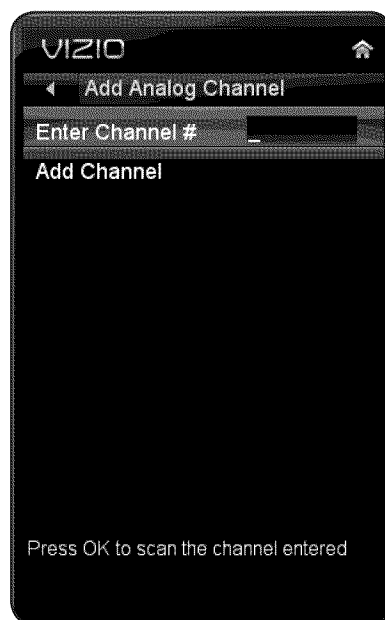 VIZIO
Add Analog Channel
Enter Channel # _
Add Channel
Press OK to scan the channel entered